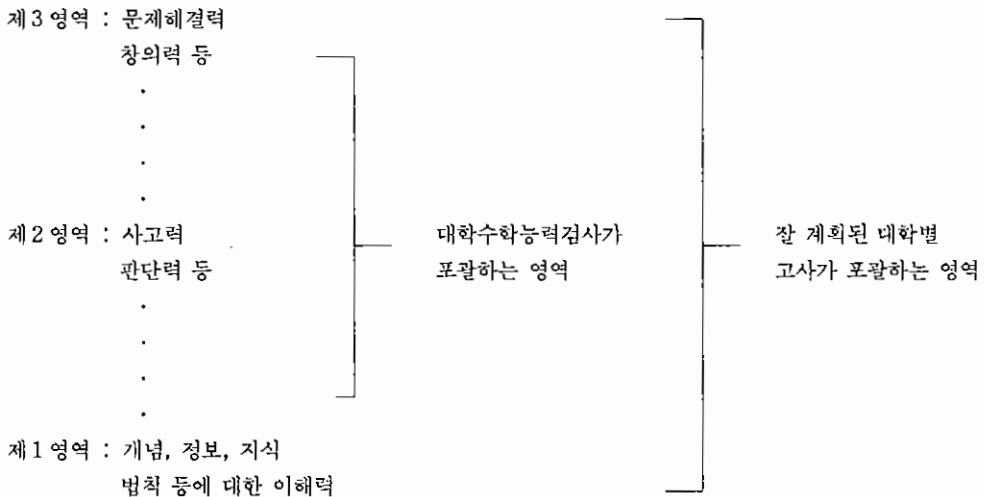 제3영역 : 문제해결력
창의력 등
제2영역 : 사고력
판단력 등
대학수학능력검사가
포괄하는 영역
잘 계획된 대학별
고사가 포괄하는 영역
제1영역 : 개념, 정보, 지식
법칙 등에 대한 이해력